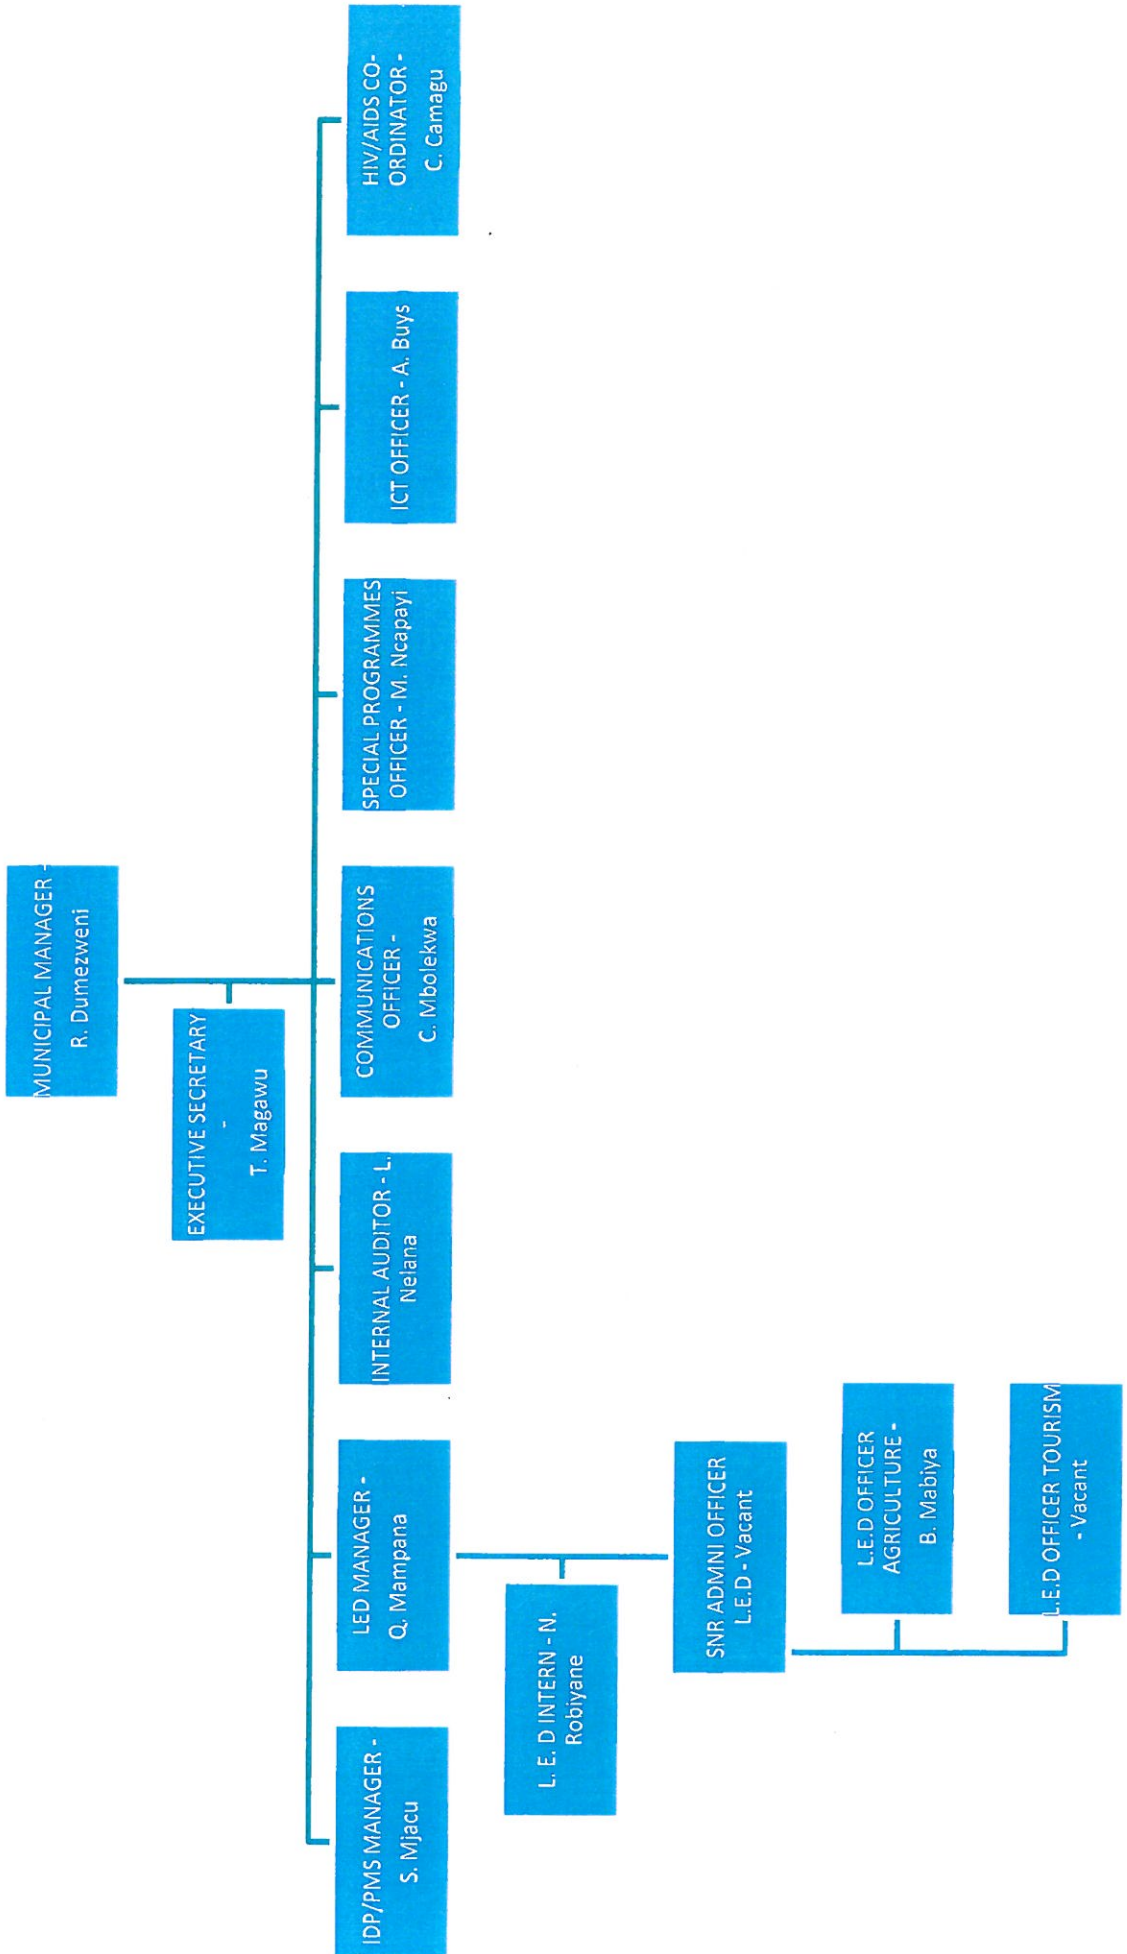 MUNICIPAL MANAGER -
R. Dumezweni
EXECUTIVE SECRETARY
-
T. Magawu
IDP/PMS MANAGER -
S. Mjacu
LED MANAGER -
Q. Mampana
INTERNAL AUDITOR - L.
Nelana
COMMUNICATIONS
OFFICER -
C. Mbolekwa
SPECIAL PROGRAMMES
OFFICER - M. Ncapayi
ICT OFFICER - A. Buys
HIV/AIDS CO-
ORDINATOR -
C. Camagu
L. E. D INTERN - N.
Robiyane
SNR ADMNI OFFICER
L.E.D - Vacant
L.E.D OFFICER
AGRICULTURE -
B. Mabiya
L.E.D OFFICER TOURISM
- Vacant